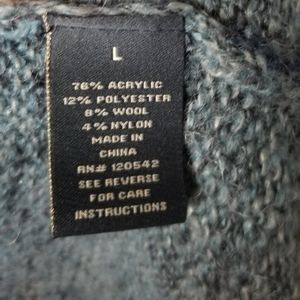 L
76% ACRYLIC
12% POLYESTER
8% WOOL
4% NYLON
MADE IN
CHINA
RN# 120542
SEE REVERSE
FOR CARE
INSTRUCTIONS